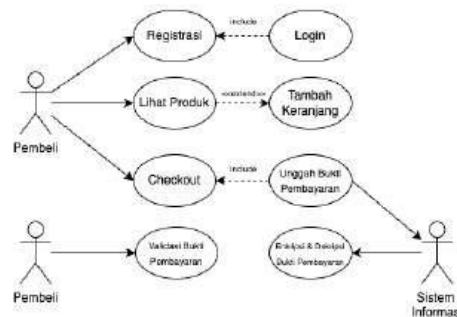 include
Registrasi
Login
Lihat Produk
<<extend>>
Tambah
Keranjang
Pembeli
include
Checkout
Unggah Bukti
Pembayaran
Validasi Bukti
Pembayaran
Enkripsi & Dekripsi
Bukti Pembayaran
Pembeli
Sistem
Informasi